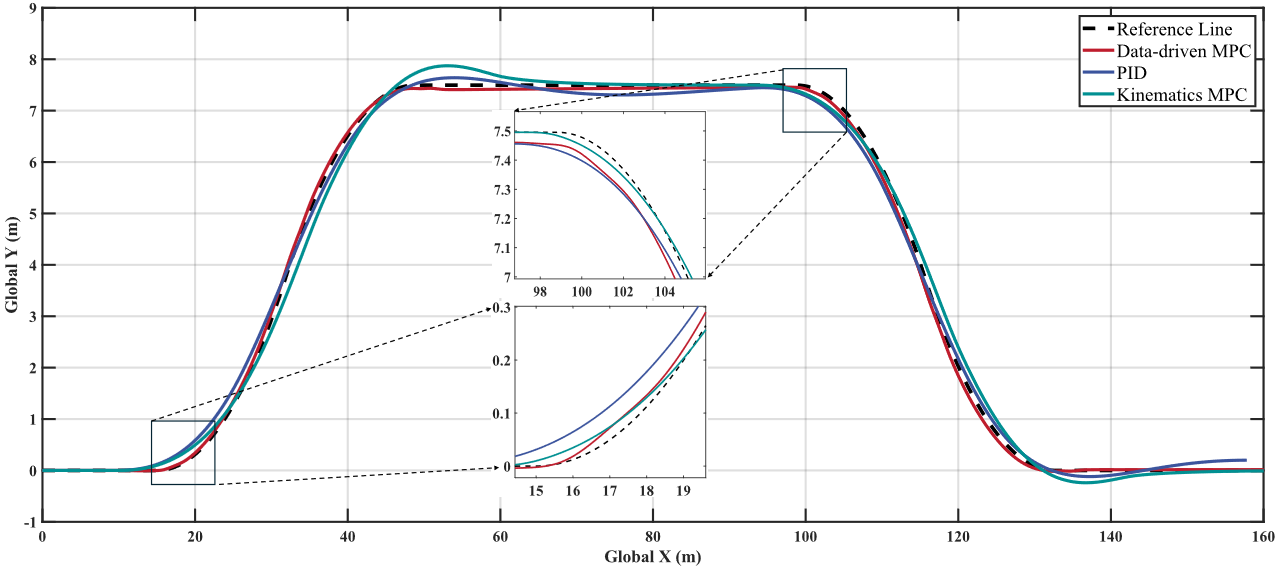 9
8
7
6
5
4
3
2
1
0
-1
Global Y (m)
Reference Line
Data-driven MPC
PID
Kinematics MPC
7.5
7.4
7.3
7.2
7.1
7
98 100 102 104
0.3
0.2
0.1
0
15 16 17 18 19
0 20 40 60 80 100 120 140 160
Global X (m)